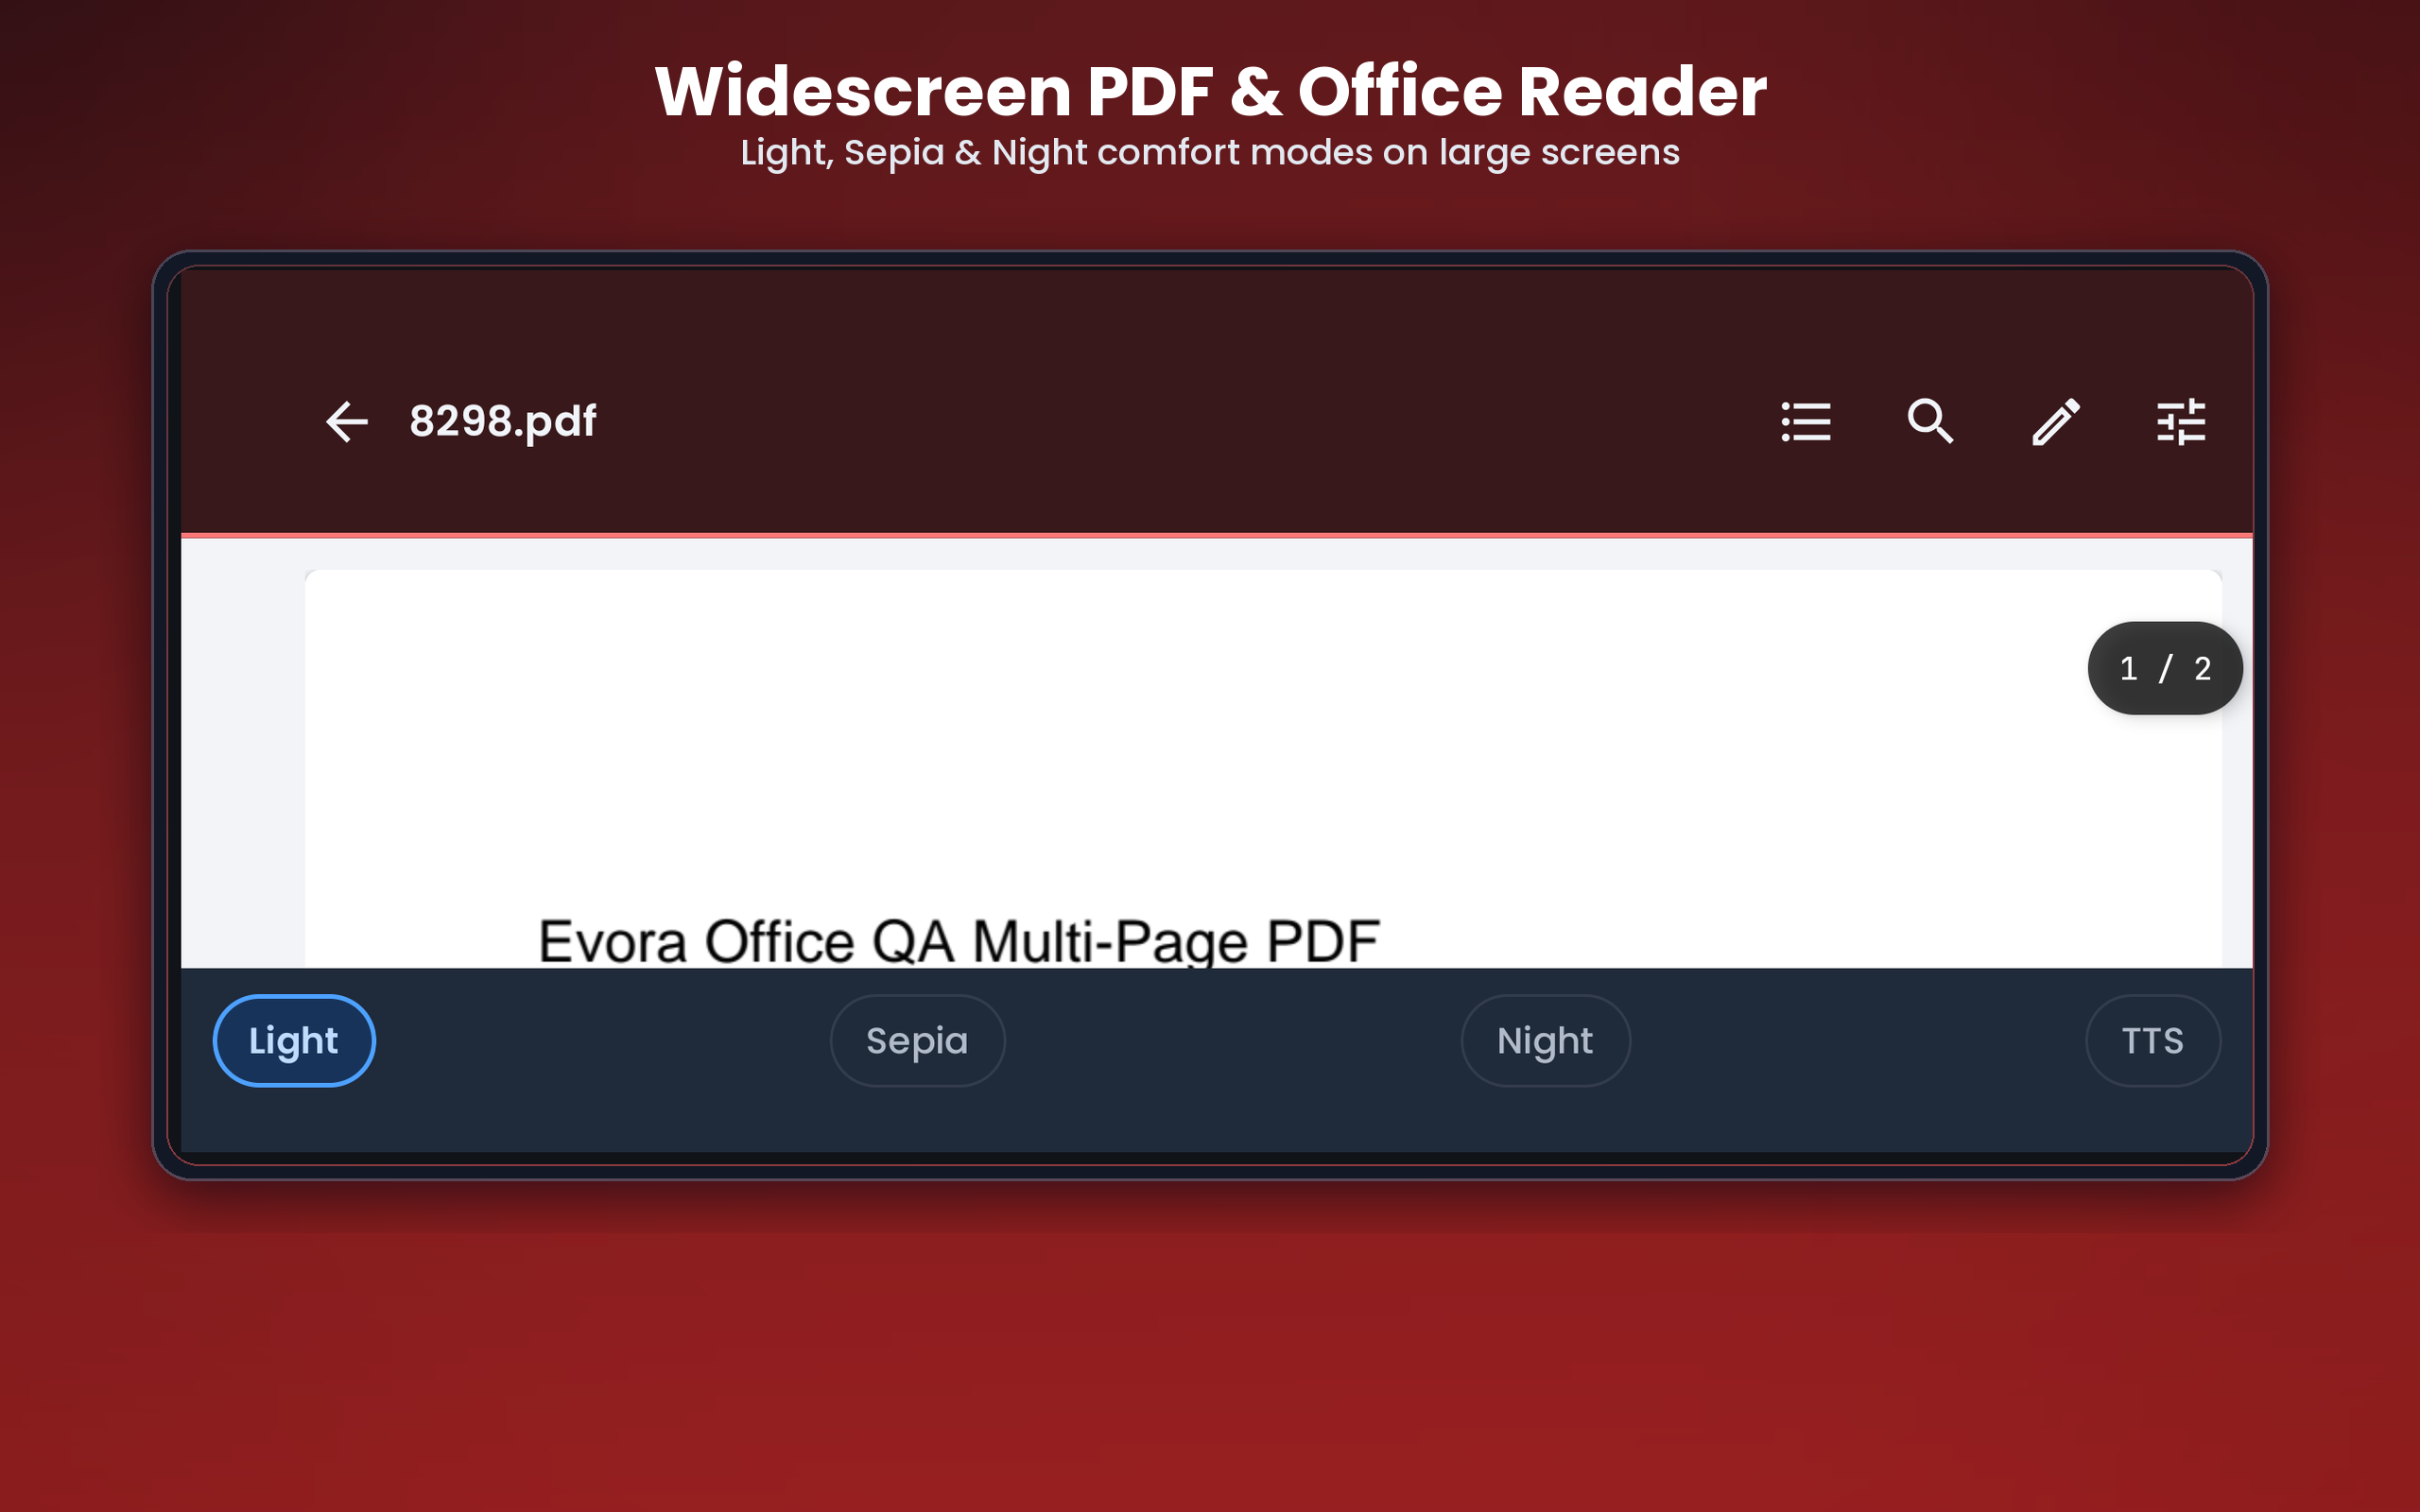 Widescreen PDF & Office Reader
Light, Sepia & Night comfort modes on large screens
8298.pdf
1 / 2
Evora Office QA Multi-Page PDF
Light
Sepia
Night
TTS